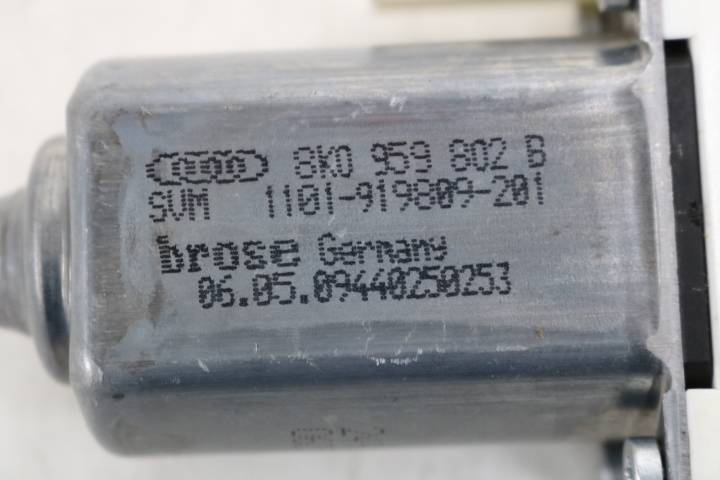 8K0 959 802 B
SVM 1101-919809-201
brose Germany
06.05.09440250253